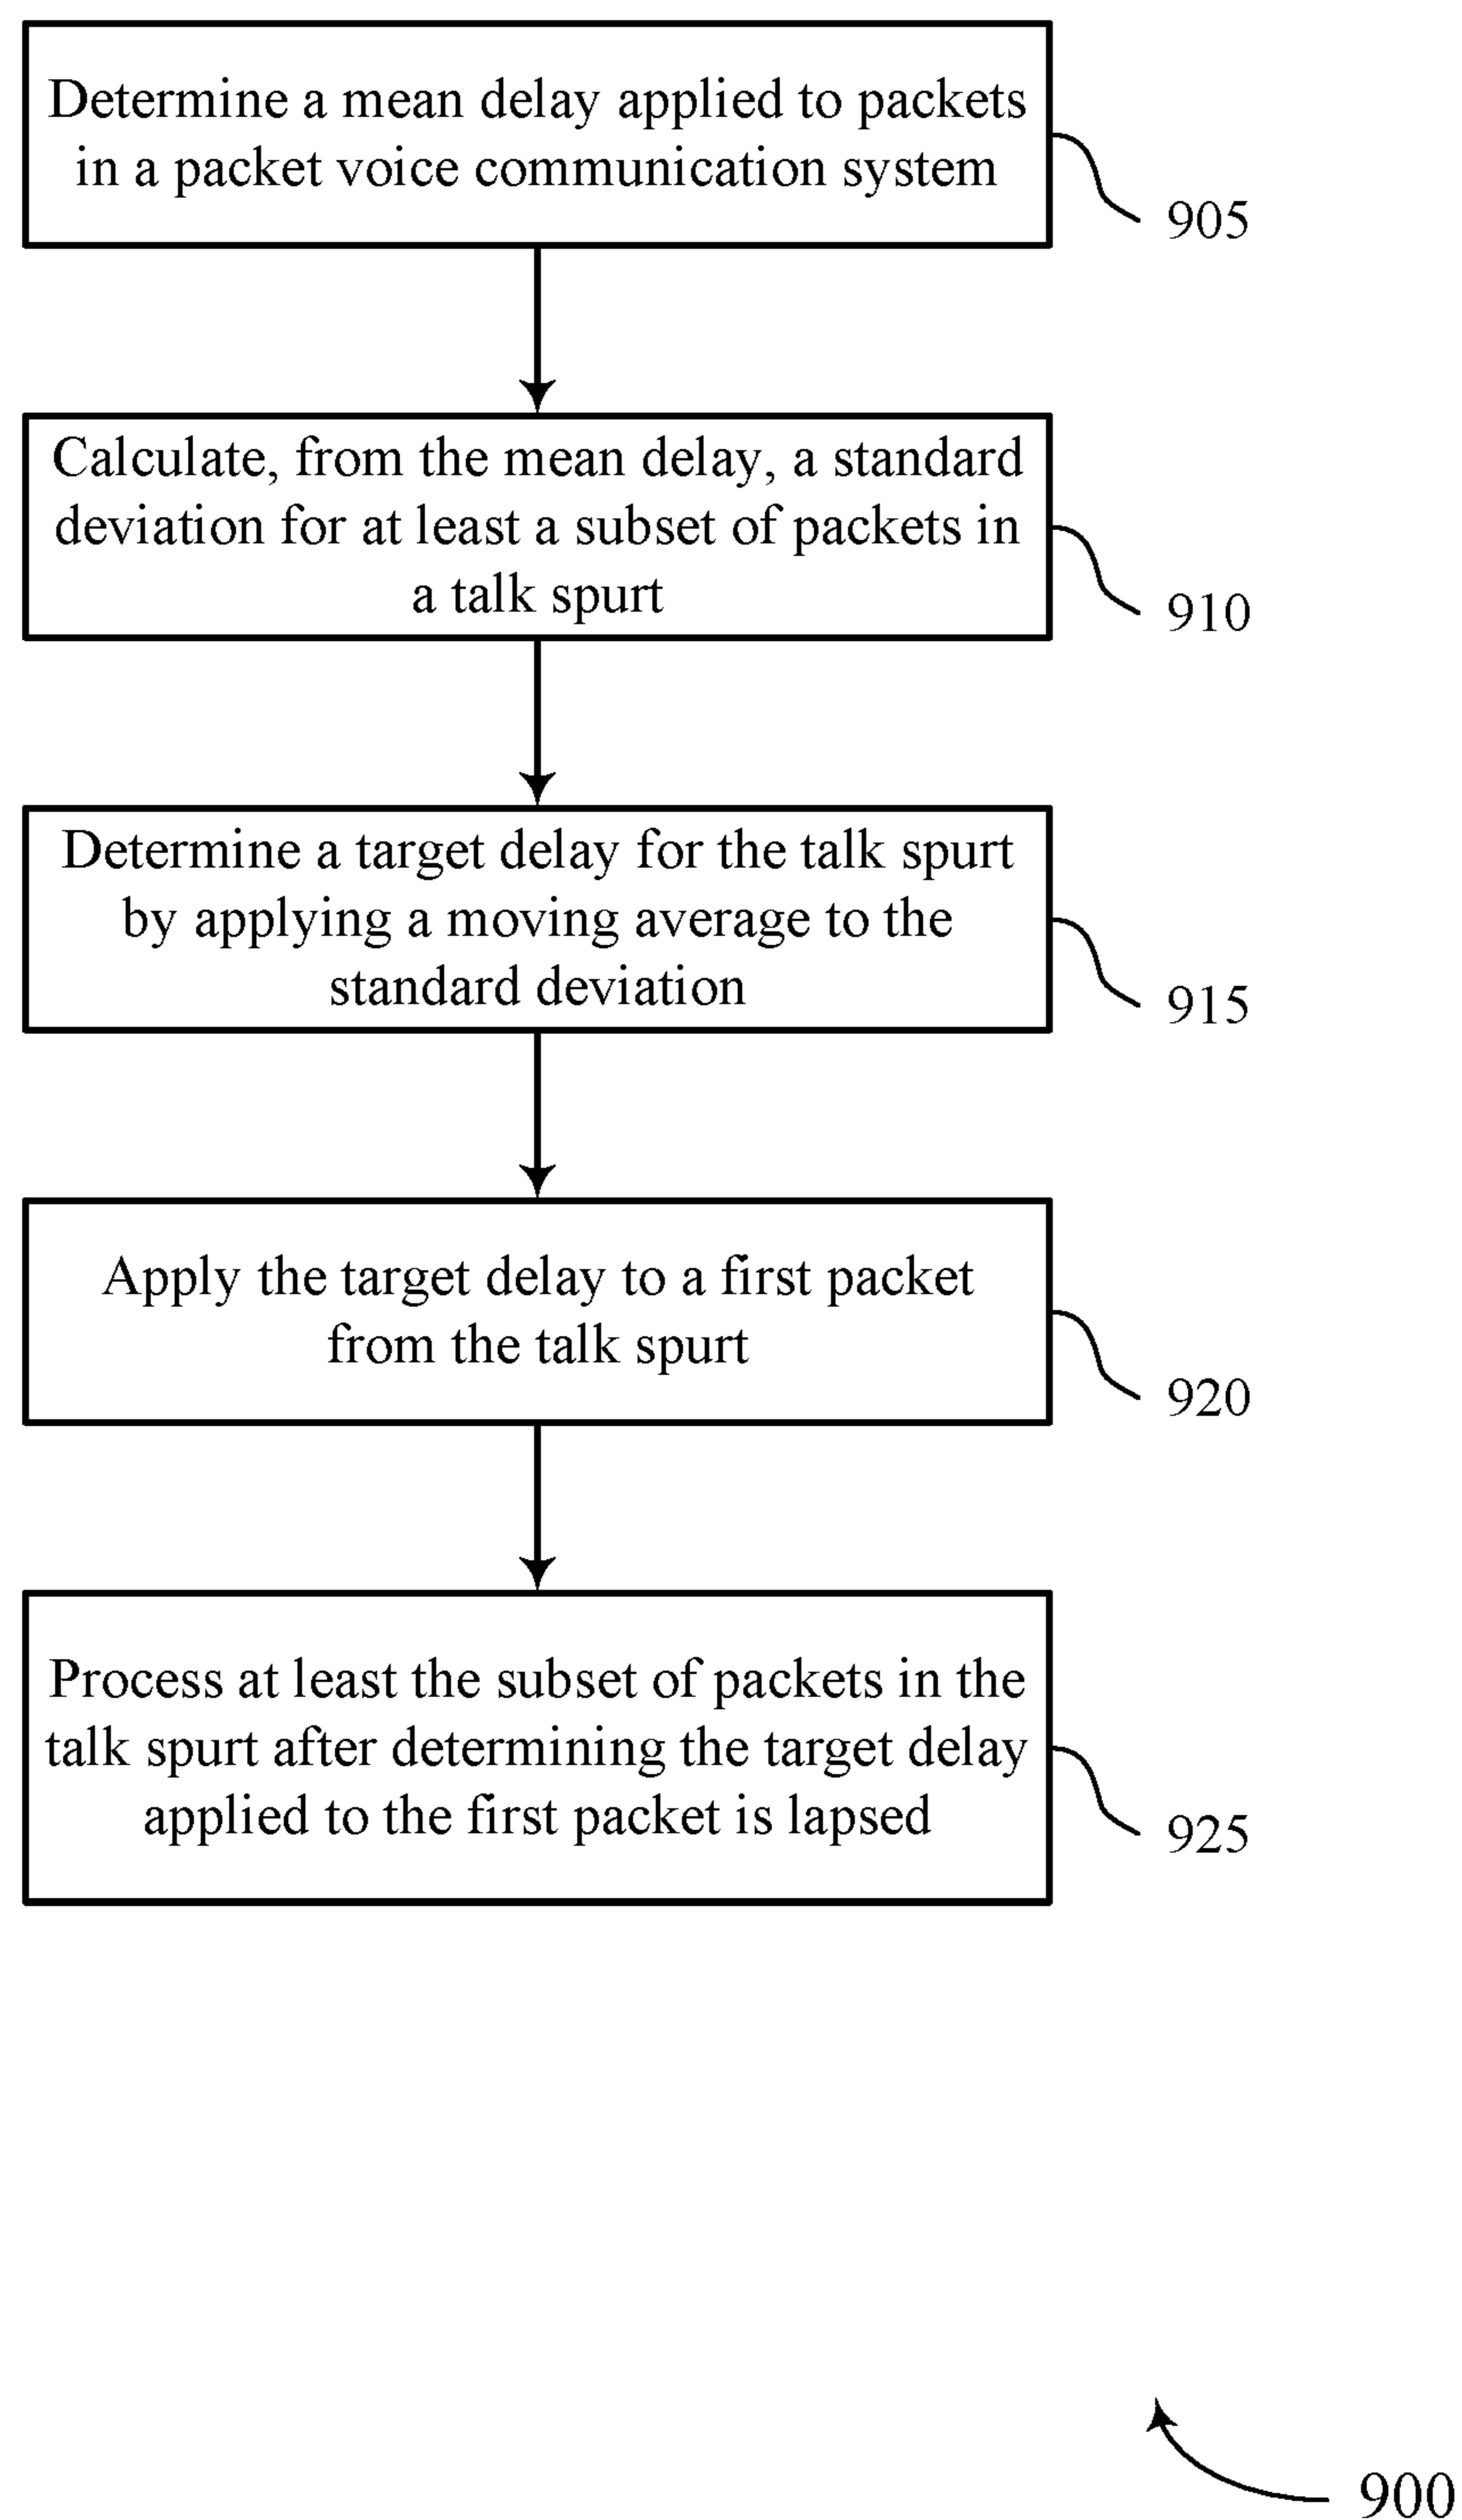 Determine a mean delay applied to packets
in a packet voice communication system
905
Calculate, from the mean delay, a standard
deviation for at least a subset of packets in
a talk spurt
910
Determine a target delay for the talk spurt
by applying a moving average to the
standard deviation
915
Apply the target delay to a first packet
from the talk spurt
920
Process at least the subset of packets in the
talk spurt after determining the target delay
applied to the first packet is lapsed
925
900